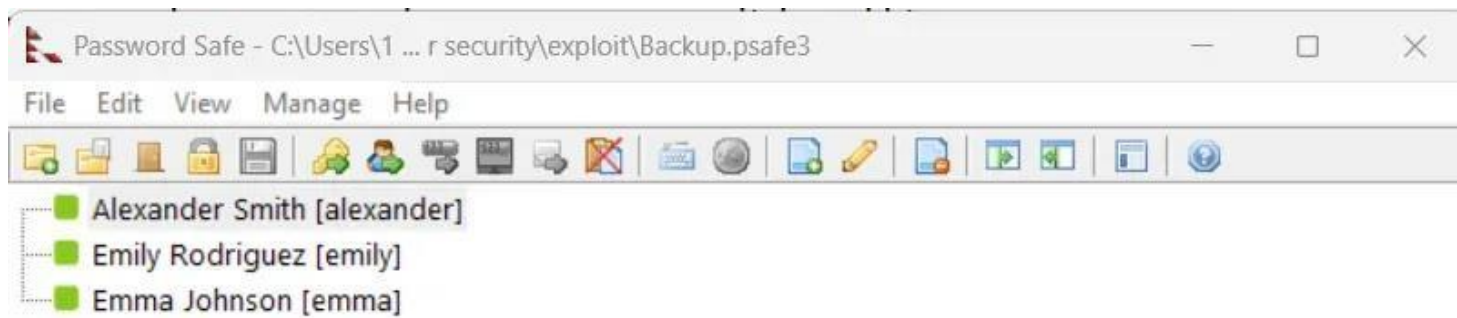 Password Safe - C:\Users\1 ... r security\exploit\Backup.psafe3
File Edit View Manage Help
Alexander Smith [alexander]
Emily Rodriguez [emily]
Emma Johnson [emma]